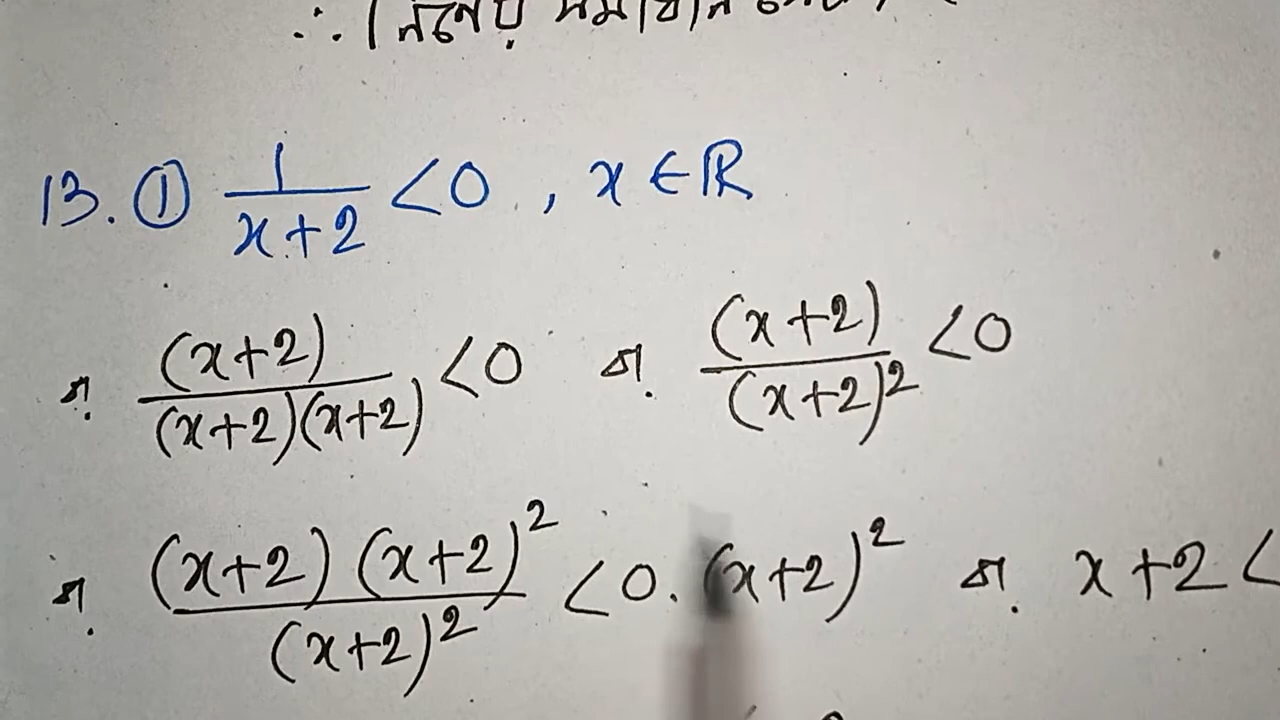 ∴ নির্ণেয় সমাধান
13. ① 1/(x+2) < 0 , x ∈ ℝ
বা, (x+2)/((x+2)(x+2)) < 0 বা, (x+2)/(x+2)² < 0
বা, (x+2)(x+2)²/(x+2)² < 0.(x+2)² বা, x+2 <